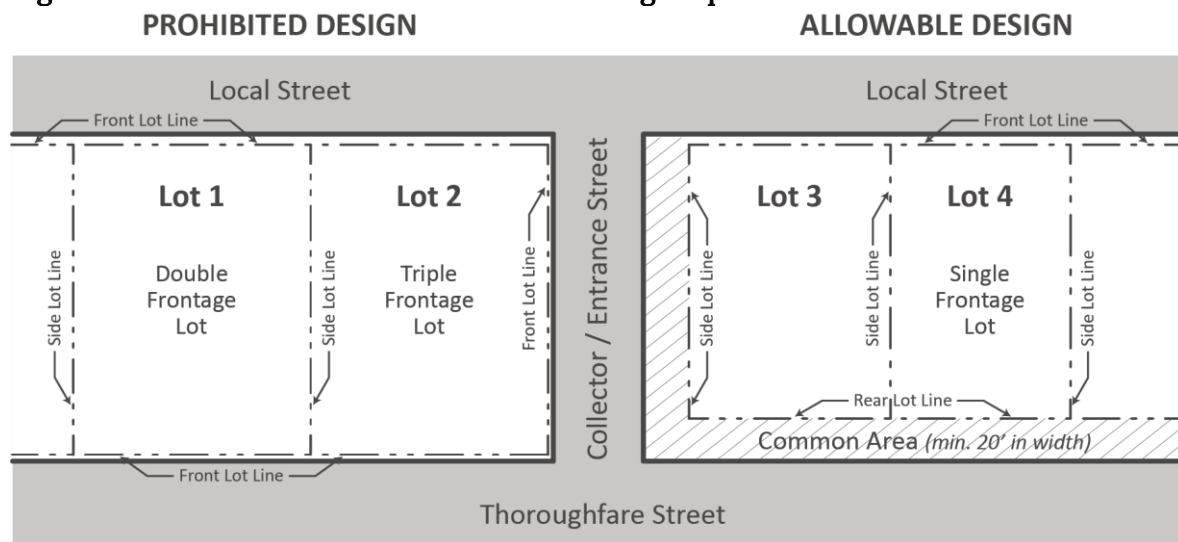 PROHIBITED DESIGN
ALLOWABLE DESIGN
Local Street
Local Street
Front Lot Line
Front Lot Line
Lot 1
Lot 2
Lot 3
Lot 4
Double
Frontage
Lot
Triple
Frontage
Lot
Single
Frontage
Lot
Side Lot Line
Side Lot Line
Front Lot Line
Collector / Entrance Street
Side Lot Line
Side Lot Line
Side Lot Line
Rear Lot Line
Common Area (min. 20' in width)
Front Lot Line
Thoroughfare Street